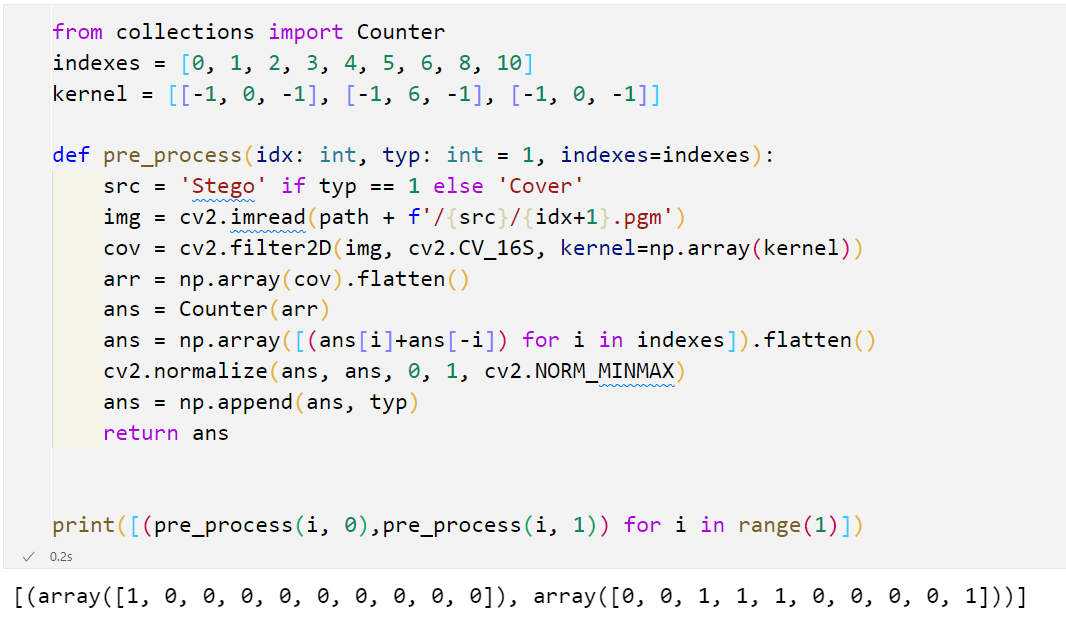 from collections import Counter
indexes = [0, 1, 2, 3, 4, 5, 6, 8, 10]
kernel = [[-1, 0, -1], [-1, 6, -1], [-1, 0, -1]]
def pre_process(idx: int, typ: int = 1, indexes=indexes):
    src = 'Stego' if typ == 1 else 'Cover'
    img = cv2.imread(path + f'/{src}/{idx+1}.pgm')
    cov = cv2.filter2D(img, cv2.CV_16S, kernel=np.array(kernel))
    arr = np.array(cov).flatten()
    ans = Counter(arr)
    ans = np.array([(ans[i]+ans[-i]) for i in indexes]).flatten()
    cv2.normalize(ans, ans, 0, 1, cv2.NORM_MINMAX)
    ans = np.append(ans, typ)
    return ans
print([(pre_process(i, 0),pre_process(i, 1)) for i in range(1)])
0.2s
[(array([1, 0, 0, 0, 0, 0, 0, 0, 0, 0]), array([0, 0, 1, 1, 1, 0, 0, 0, 0, 1]))]